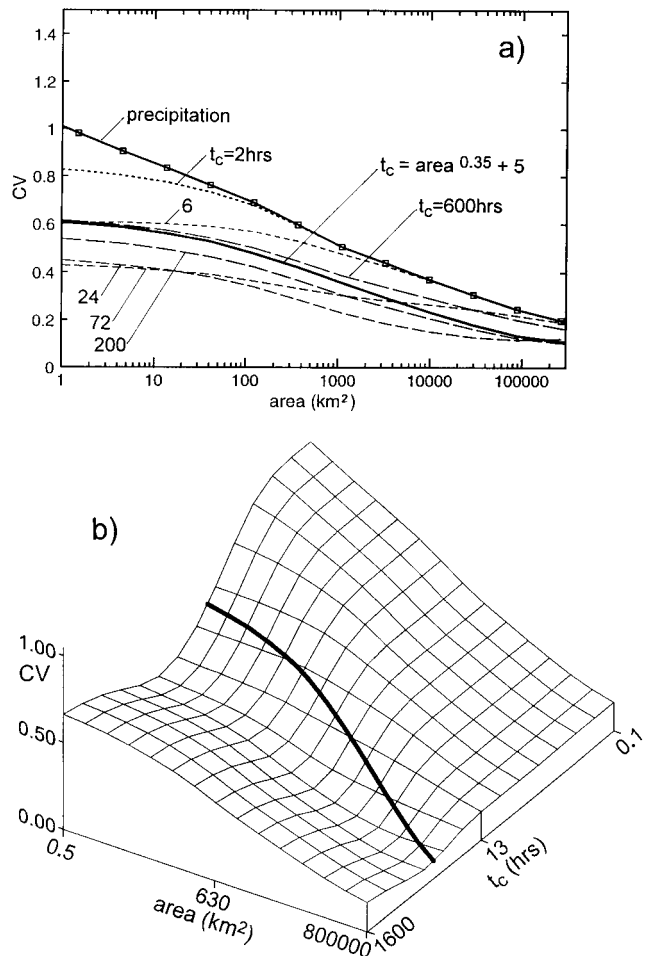 1.4
1.2
1
0.8
0.6
0.4
0.2
0
CV
a)
precipitation
t_c=2hrs
t_c = area^0.35 + 5
t_c=600hrs
6
24
72
200
1 10 100 1000 10000 100000
area (km²)
b)
1.00
CV
0.50
0.00
0.5
630
area (km²)
800000
1600
t_c (hrs)
13
0.1